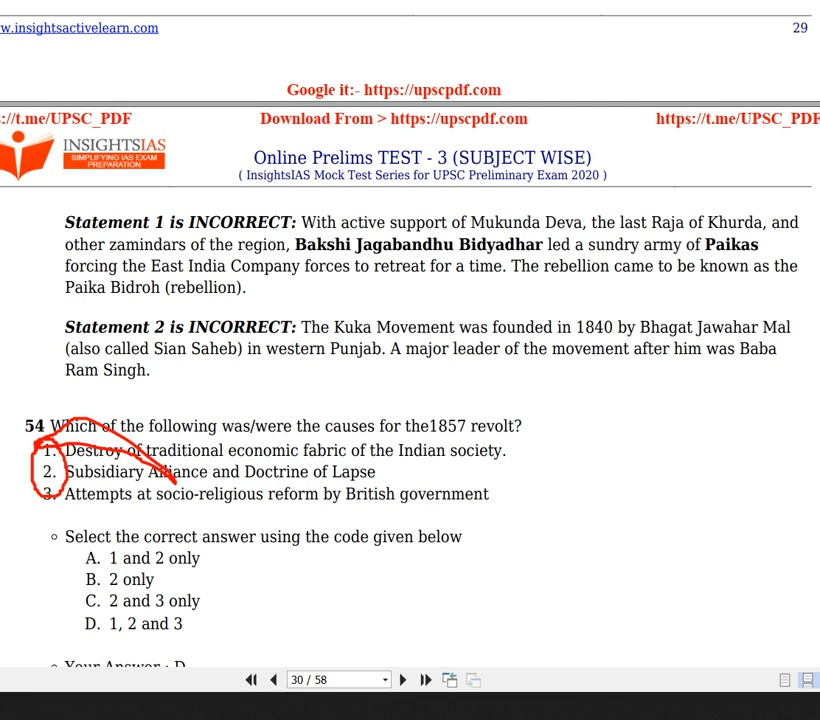 w.insightsactivelearn.com 29
Google it:- https://upscpdf.com
://t.me/UPSC_PDF Download From > https://upscpdf.com https://t.me/UPSC_PDF
INSIGHTSIAS
SIMPLIFYING IAS EXAM
PREPARATION
Online Prelims TEST - 3 (SUBJECT WISE)
( InsightsIAS Mock Test Series for UPSC Preliminary Exam 2020 )
Statement 1 is INCORRECT: With active support of Mukunda Deva, the last Raja of Khurda, and
other zamindars of the region, Bakshi Jagabandhu Bidyadhar led a sundry army of Paikas
forcing the East India Company forces to retreat for a time. The rebellion came to be known as the
Paika Bidroh (rebellion).
Statement 2 is INCORRECT: The Kuka Movement was founded in 1840 by Bhagat Jawahar Mal
(also called Sian Saheb) in western Punjab. A major leader of the movement after him was Baba
Ram Singh.
54 Which of the following was/were the causes for the1857 revolt?
1. Destroy of traditional economic fabric of the Indian society.
2. Subsidiary Alliance and Doctrine of Lapse
3. Attempts at socio-religious reform by British government
Select the correct answer using the code given below
A. 1 and 2 only
B. 2 only
C. 2 and 3 only
D. 1, 2 and 3
Your Answer : D
30 / 58